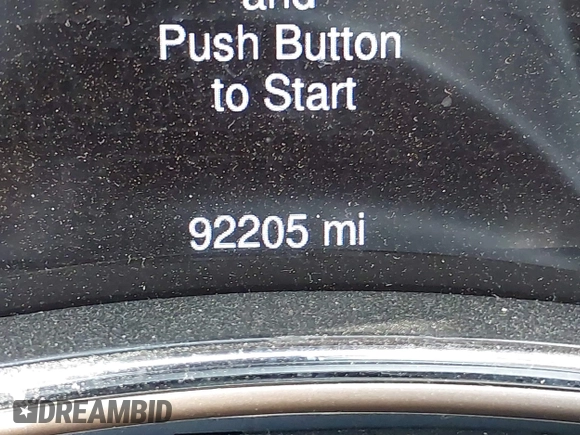 and
Push Button
to Start
92205 mi
DREAMBID